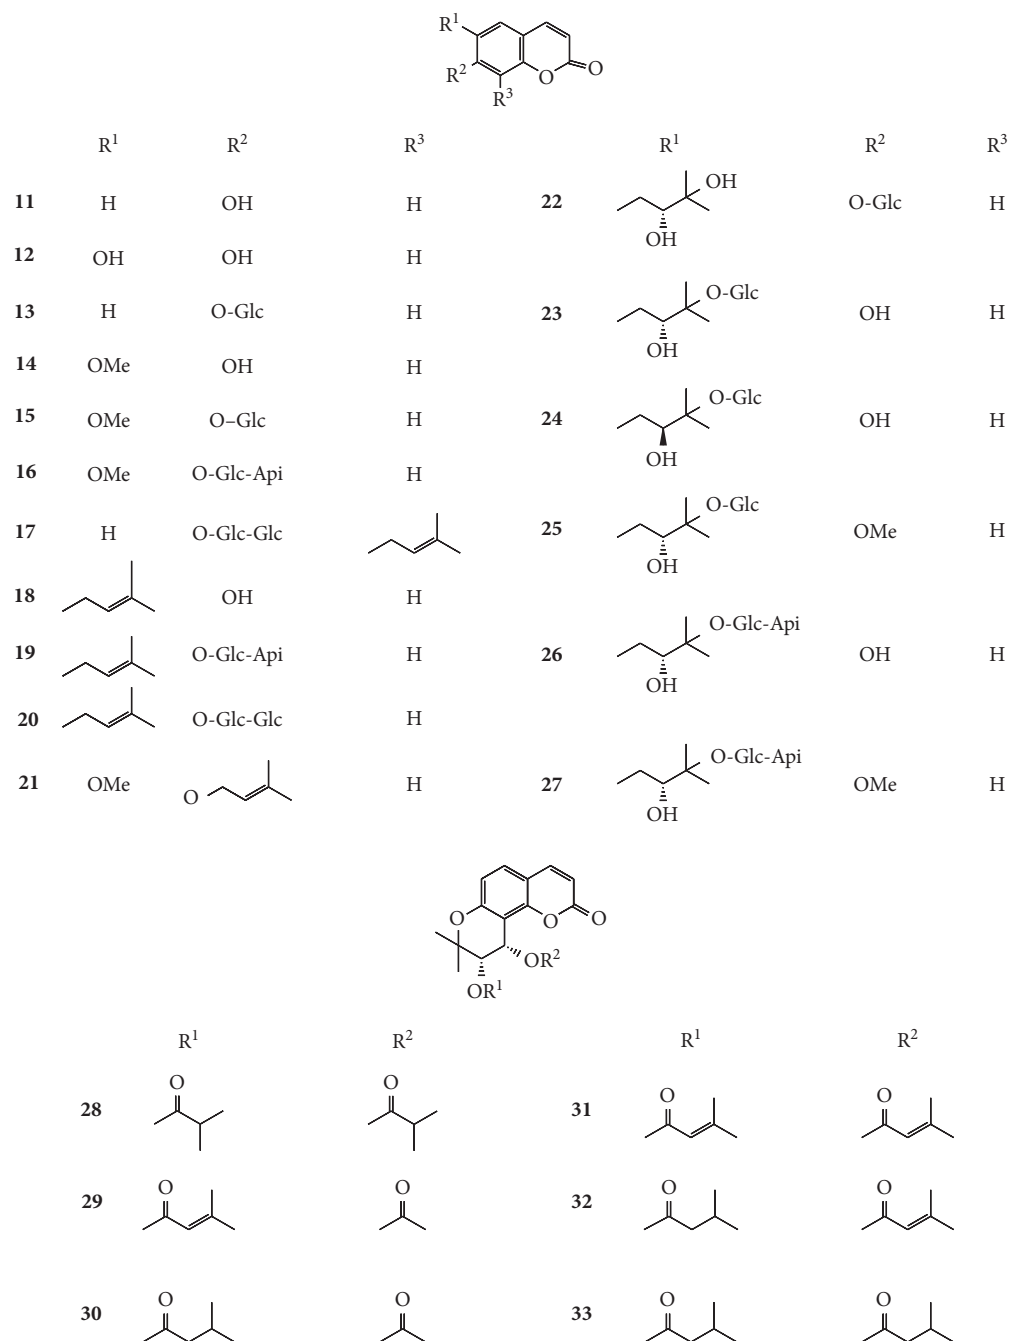 R¹
R²
R³
O
O
R¹ R² R³ R¹ R² R³
11 H OH H 22 OH OH O-Glc H
12 OH OH H
13 H O-Glc H 23 O-Glc OH OH H
14 OMe OH H
15 OMe O–Glc H 24 O-Glc OH OH H
16 OMe O-Glc-Api H
17 H O-Glc-Glc 25 O-Glc OH OMe H
18 OH H
19 O-Glc-Api H 26 O-Glc-Api OH OH H
20 O-Glc-Glc H
21 OMe O H 27 O-Glc-Api OH OMe H
O
O
O
OR²
OR¹
R¹ R² R¹ R²
28 O O 31 O O
29 O O 32 O O
30 O O 33 O O